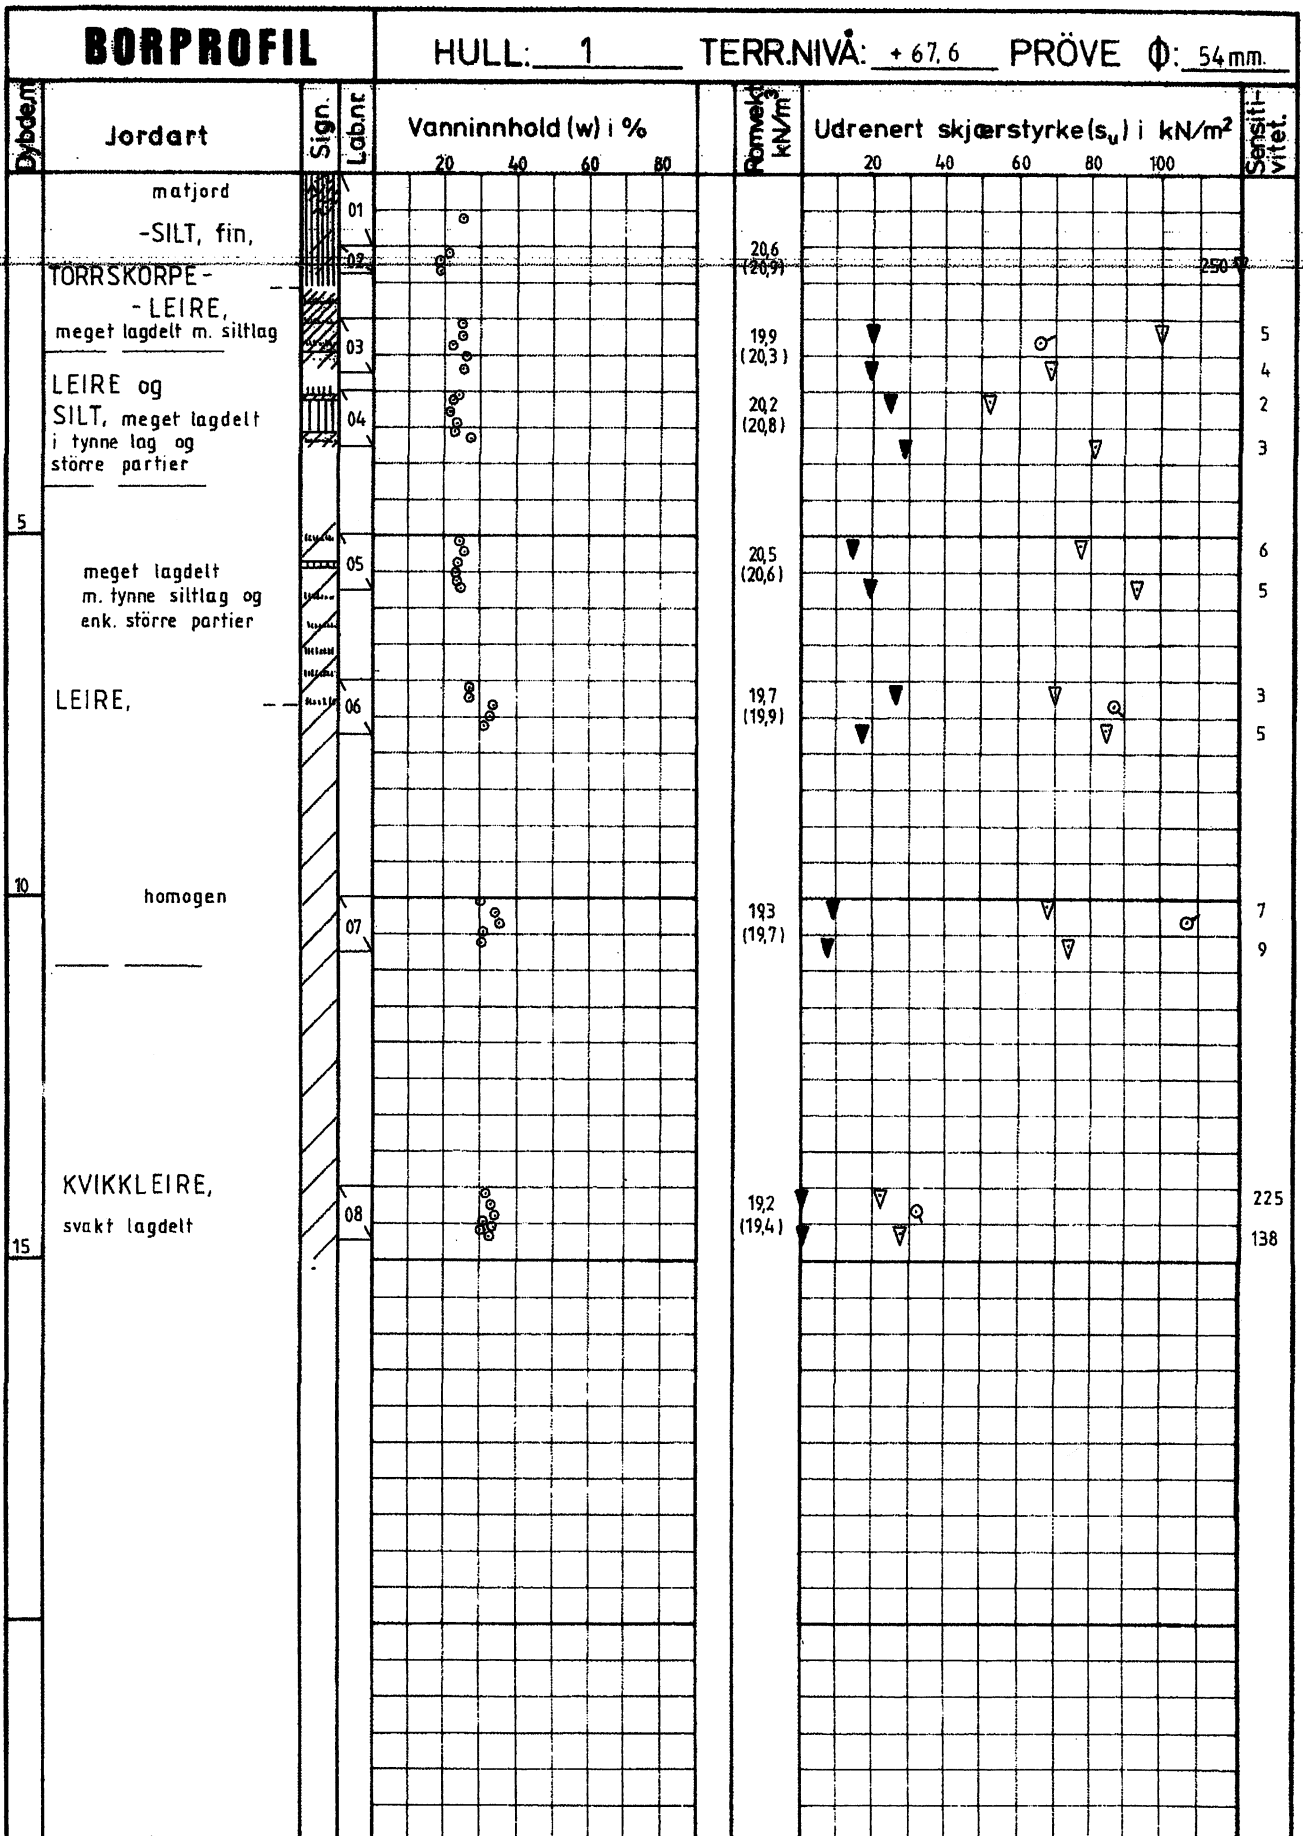 BORPROFIL
HULL: 1 TERR.NIVÅ: +67,6 PRÖVE Φ: 54mm.
Dybde,m
Jordart
Sign.
Lab.nr.
Vanninnhold (w) i %
20 40 60 80
Romvekt kN/m³
Udrenert skjærstyrke (sᵤ) i kN/m²
20 40 60 80 100
Sensiti-
vitet.
matjord
01
-SILT, fin,
02
20,6
(20,9)
250
TÖRRSKORPE-
-LEIRE,
meget lagdelt m. siltlag
03
19,9
(20,3)
5
4
LEIRE og
SILT, meget lagdelt
i tynne lag og
större partier
04
20,2
(20,8)
2
3
5
05
20,5
(20,6)
6
5
meget lagdelt
m. tynne siltlag og
enk. större partier
LEIRE,
06
19,7
(19,9)
3
5
10
homogen
07
19,3
(19,7)
7
9
KVIKKLEIRE,
svakt lagdelt
08
19,2
(19,4)
225
138
15